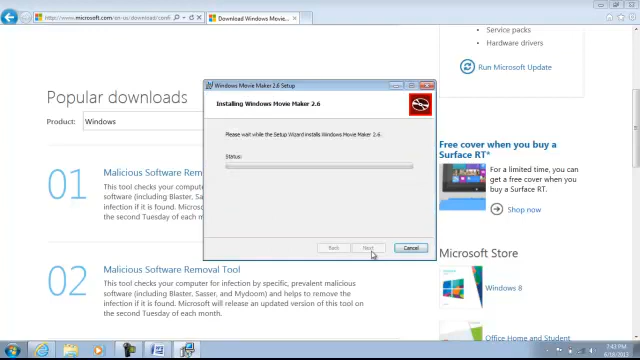 http://www.microsoft.com/en-us/download/confi
Download Windows Movie...
Service packs
Hardware drivers
Run Microsoft Update
Popular downloads
Product:
Windows
01
Malicious Software Rem
This tool checks your computer
software (including Blaster, Sas
infection if it is found. Microsof
the second Tuesday of each mo
02
Malicious Software Removal Tool
This tool checks your computer for infection by specific, prevalent malicious
software (including Blaster, Sasser, and Mydoom) and helps to remove the
infection if it is found. Microsoft will release an updated version of this tool on
the second Tuesday of each month.
Windows Movie Maker 2.6 Setup
Installing Windows Movie Maker 2.6
Please wait while the Setup Wizard installs Windows Movie Maker 2.6.
Status:
Back
Next
Cancel
Free cover when you buy a
Surface RT*
For a limited time, you can
get a free cover when you
buy a Surface RT.
Shop now
Microsoft Store
Windows 8
Office Home and Student
7:43 PM
6/18/2013